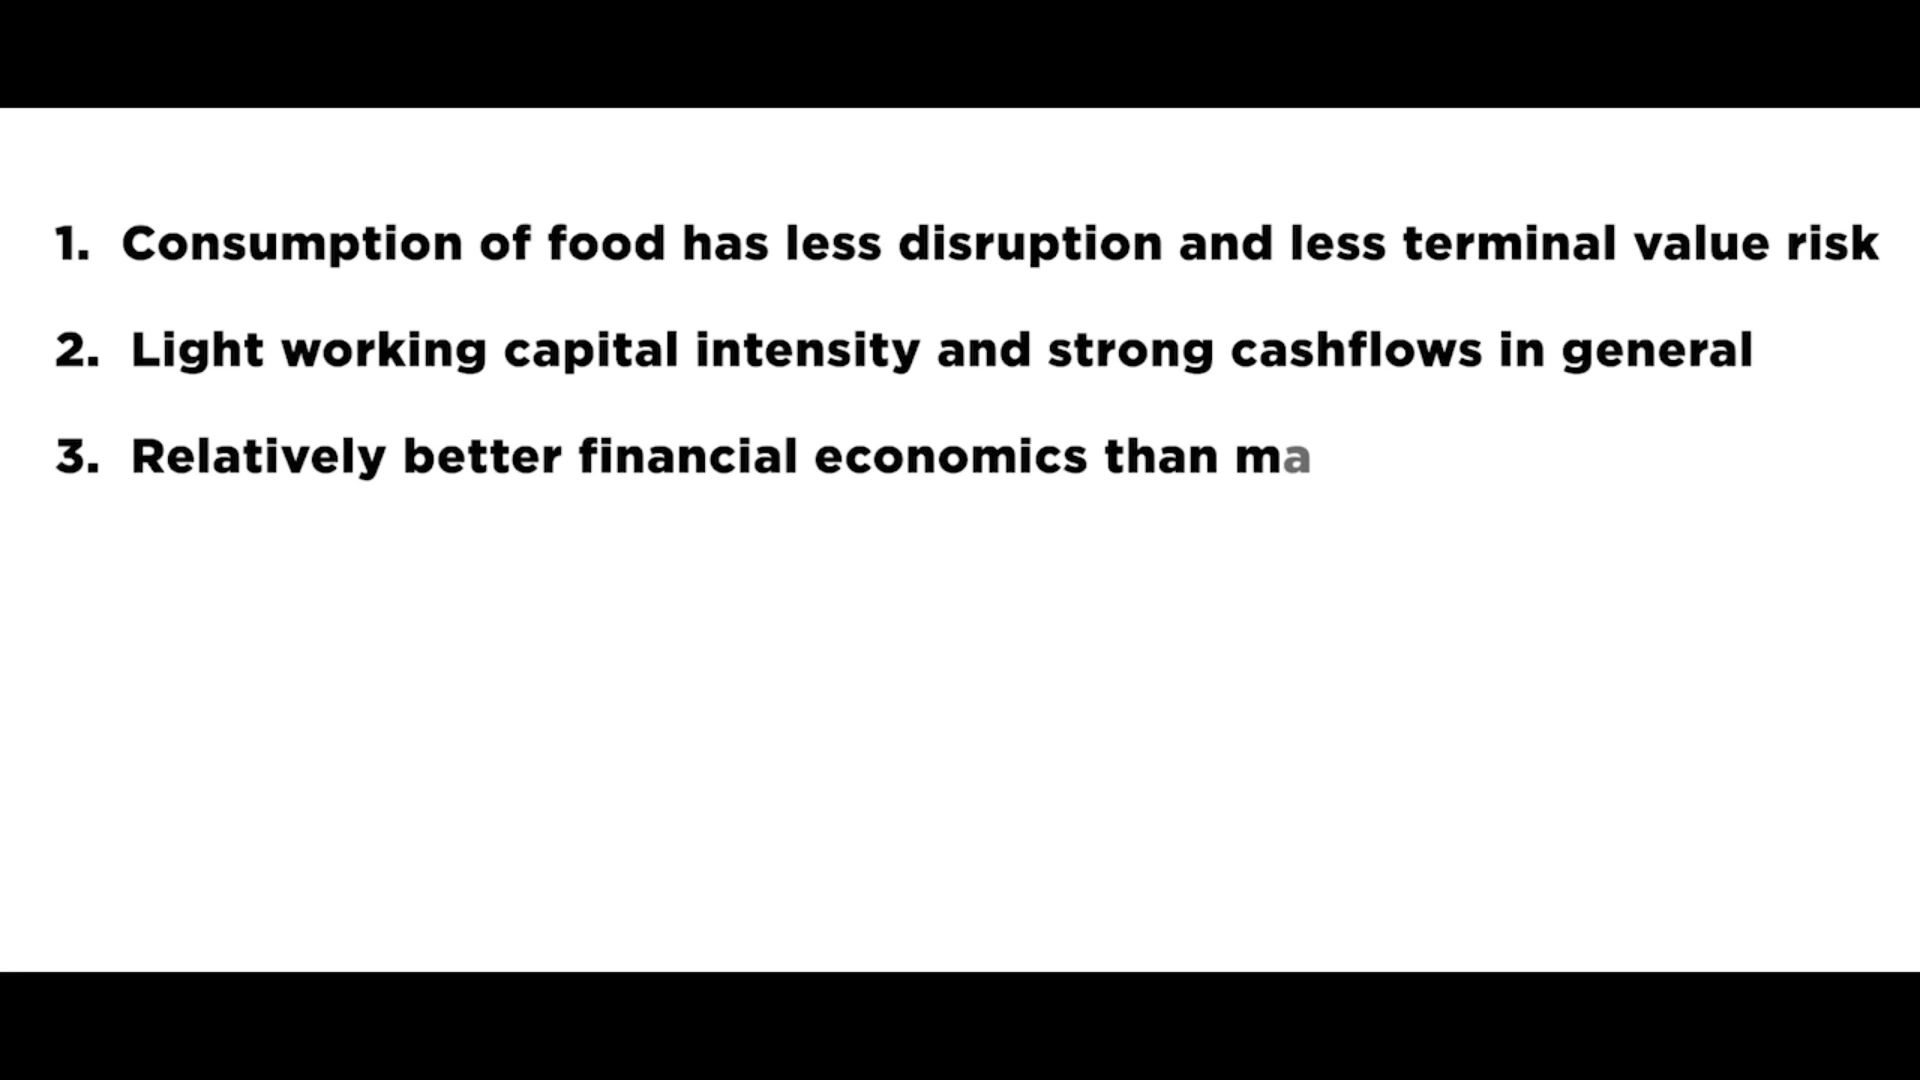 1. Consumption of food has less disruption and less terminal value risk
2. Light working capital intensity and strong cashflows in general
3. Relatively better financial economics than ma